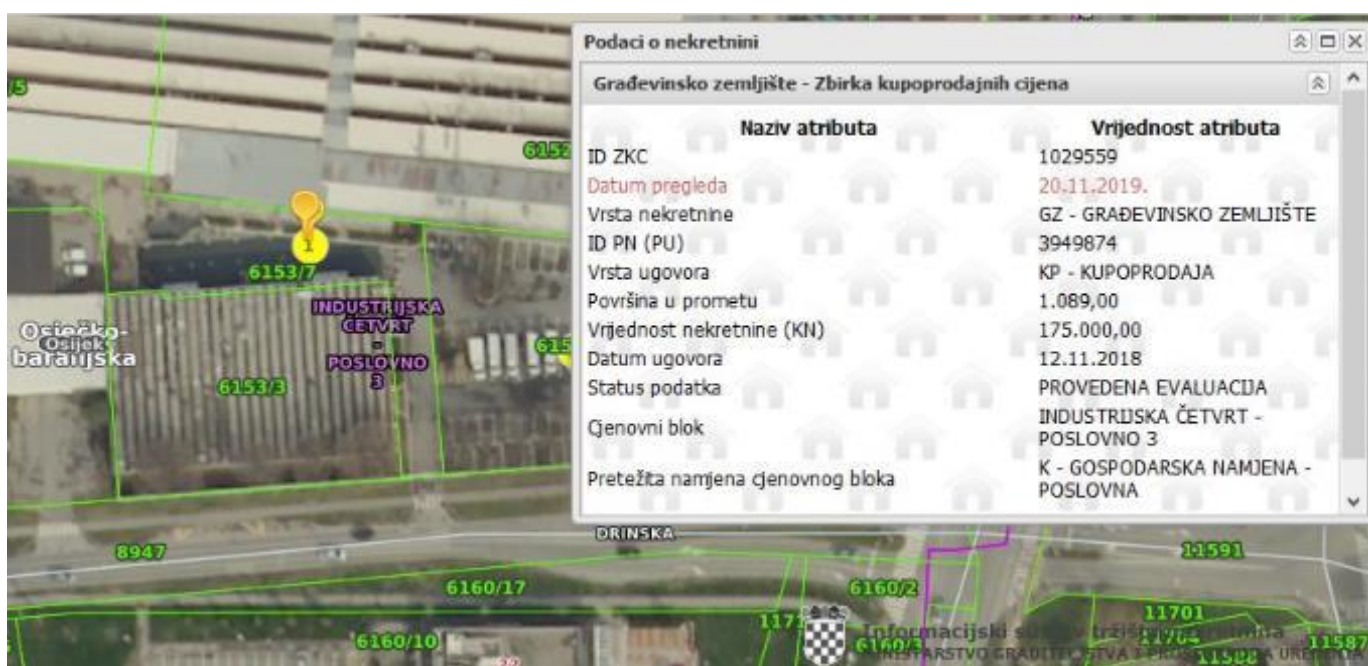 Podaci o nekretnini
Građevinsko zemljište - Zbirka kupoprodajnih cijena
Naziv atributa Vrijednost atributa
ID ZKC 1029559
Datum pregleda 20.11.2019.
Vrsta nekretnine GZ - GRAĐEVINSKO ZEMLJIŠTE
ID PN (PU) 3949874
Vrsta ugovora KP - KUPOPRODAJA
Površina u prometu 1.089,00
Vrijednost nekretnine (KN) 175.000,00
Datum ugovora 12.11.2018
Status podatka PROVEDENA EVALUACIJA
Cjenovni blok INDUSTRIJSKA ČETVRT -
POSLOVNO 3
Pretežita namjena cjenovnog bloka K - GOSPODARSKA NAMJENA -
POSLOVNA
/5
6152
1
6153/7
INDUSTRIJSKA
ČETVRT
-
POSLOVNO
3
Osječko-
Osijek
baranjska
615
6153/3
DRINSKA
8947
11591
6160/17
6160/2
11701
6160/10
1158